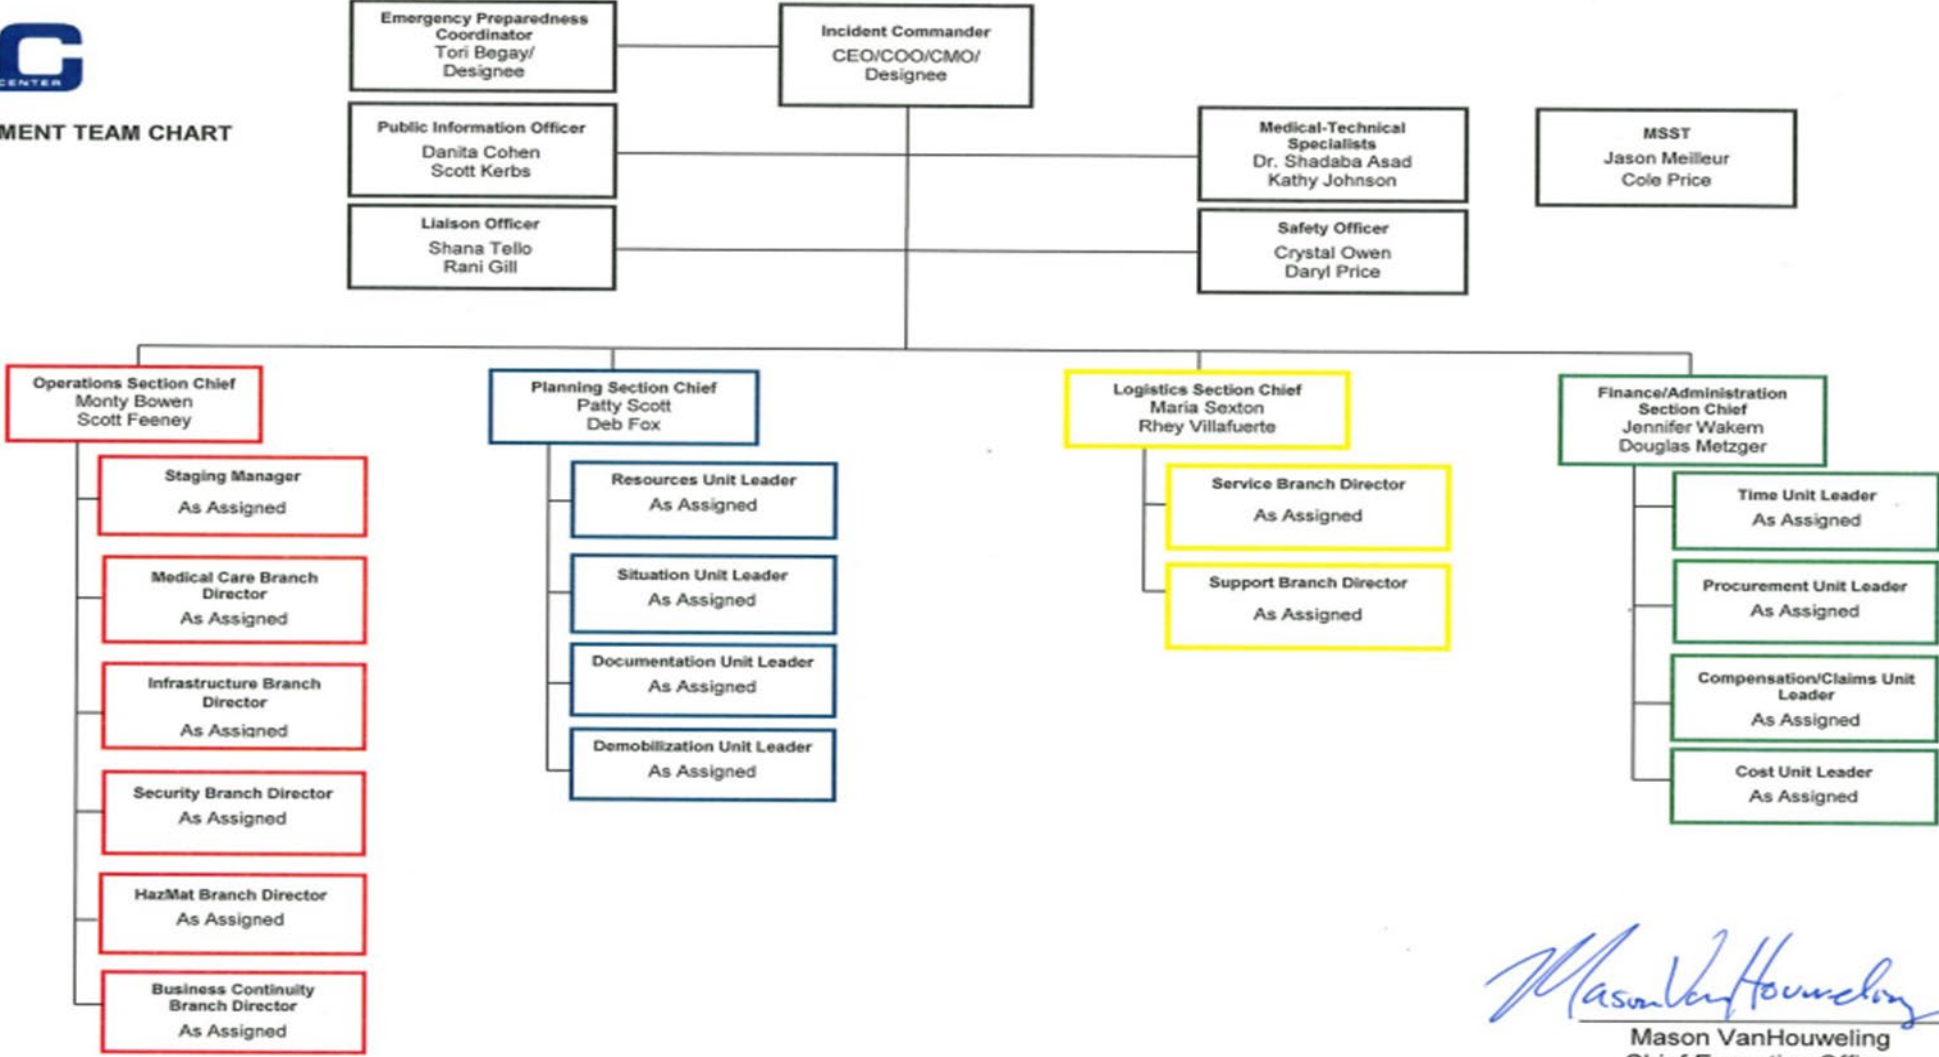 C
CENTER
MENT TEAM CHART
Emergency Preparedness
Coordinator
Tori Begay/
Designee
Incident Commander
CEO/COO/CMO/
Designee
Public Information Officer
Danita Cohen
Scott Kerbs
Medical-Technical
Specialists
Dr. Shadaba Asad
Kathy Johnson
MSST
Jason Meilleur
Cole Price
Liaison Officer
Shana Tello
Rani Gill
Safety Officer
Crystal Owen
Daryl Price
Operations Section Chief
Monty Bowen
Scott Feeney
Staging Manager
As Assigned
Medical Care Branch
Director
As Assigned
Infrastructure Branch
Director
As Assigned
Security Branch Director
As Assigned
HazMat Branch Director
As Assigned
Business Continuity
Branch Director
As Assigned
Planning Section Chief
Patty Scott
Deb Fox
Resources Unit Leader
As Assigned
Situation Unit Leader
As Assigned
Documentation Unit Leader
As Assigned
Demobilization Unit Leader
As Assigned
Logistics Section Chief
Maria Sexton
Rhey Villafuerte
Service Branch Director
As Assigned
Support Branch Director
As Assigned
Finance/Administration
Section Chief
Jennifer Wakem
Douglas Metzger
Time Unit Leader
As Assigned
Procurement Unit Leader
As Assigned
Compensation/Claims Unit
Leader
As Assigned
Cost Unit Leader
As Assigned
Mason VanHouweling
Mason VanHouweling